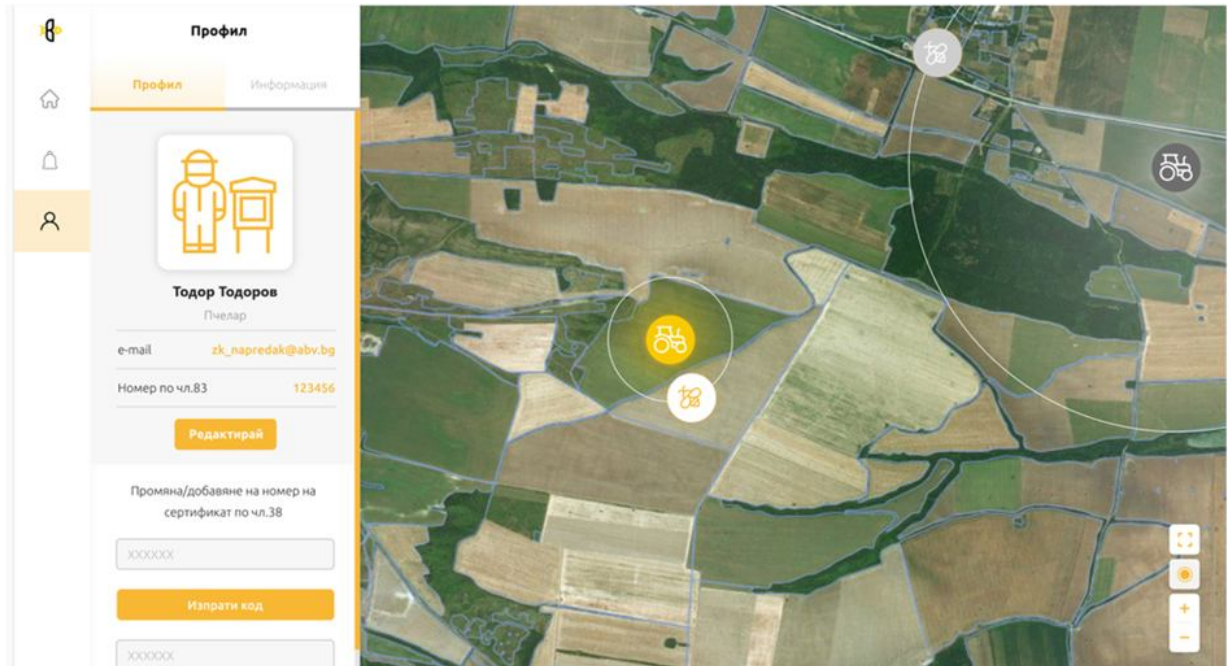 Профил
Профил
Информация
Тодор Тодоров
Пчелар
e-mail
zk_napredak@abv.bg
Номер по чл.83
123456
Редактирай
Промяна/добавяне на номер на
сертификат по чл.38
XXXXXX
Изпрати код
XXXXXX
+
−